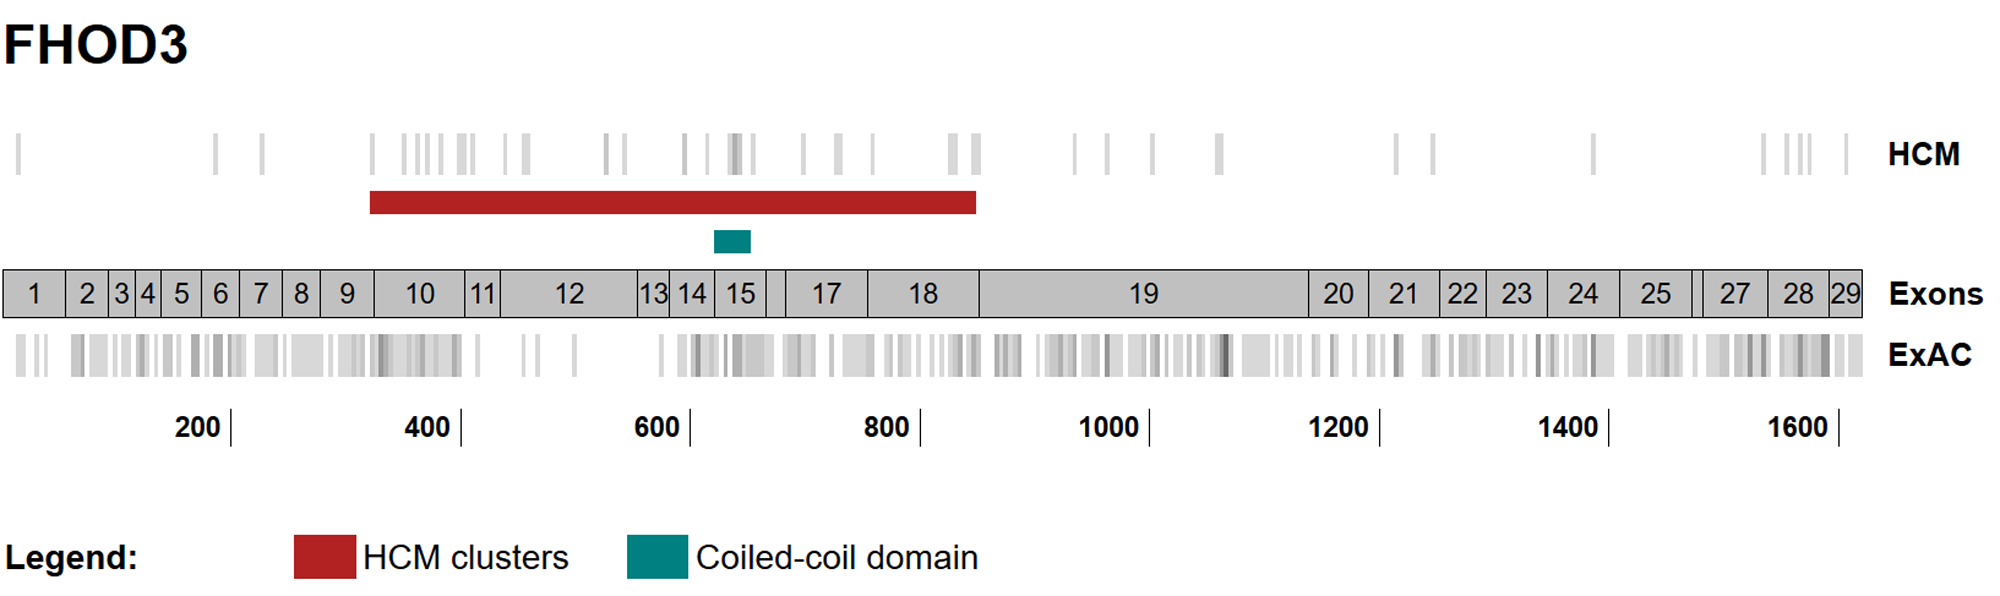 FHOD3
HCM
1 2 3 4 5 6 7 8 9 10 11 12 13 14 15 17 18 19 20 21 22 23 24 25 27 28 29 Exons
ExAC
200 400 600 800 1000 1200 1400 1600
Legend: HCM clusters Coiled-coil domain